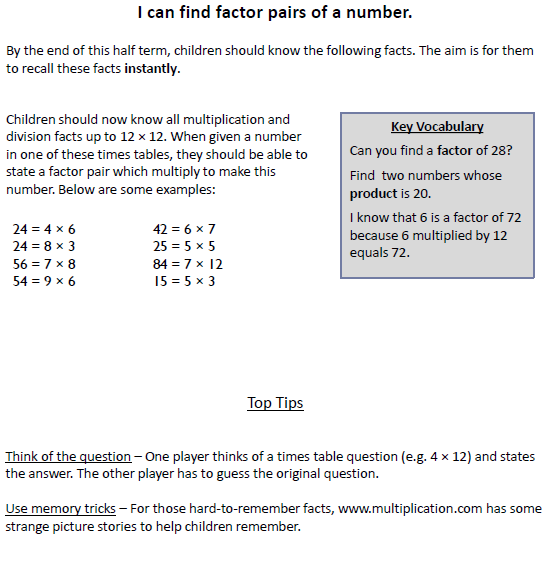 I can find factor pairs of a number.
By the end of this half term, children should know the following facts. The aim is for them
to recall these facts instantly.
Children should now know all multiplication and
division facts up to 12 × 12. When given a number
in one of these times tables, they should be able to
state a factor pair which multiply to make this
number. Below are some examples:
24 = 4 × 6
24 = 8 × 3
56 = 7 × 8
54 = 9 × 6
42 = 6 × 7
25 = 5 × 5
84 = 7 × 12
15 = 5 × 3
Key Vocabulary
Can you find a factor of 28?
Find two numbers whose
product is 20.
I know that 6 is a factor of 72
because 6 multiplied by 12
equals 72.
Top Tips
Think of the question – One player thinks of a times table question (e.g. 4 × 12) and states
the answer. The other player has to guess the original question.
Use memory tricks – For those hard-to-remember facts, www.multiplication.com has some
strange picture stories to help children remember.